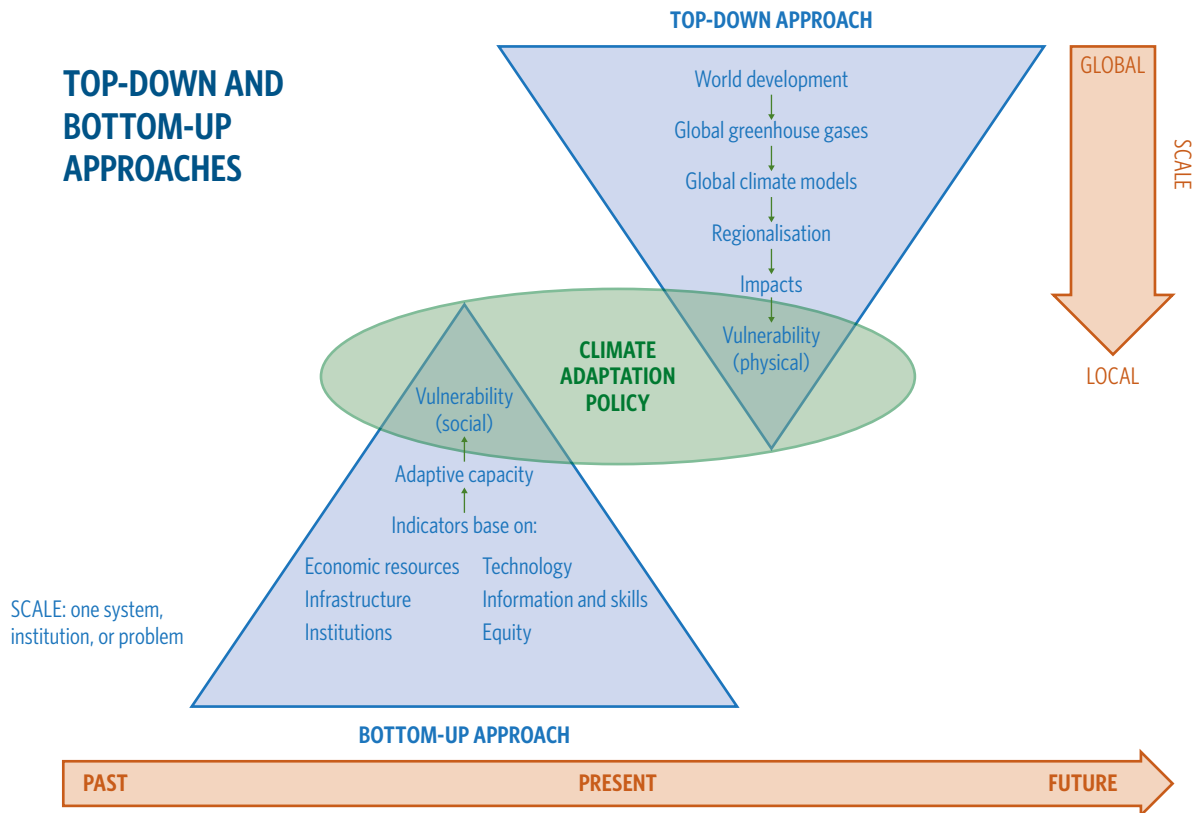 TOP-DOWN AND
BOTTOM-UP
APPROACHES
TOP-DOWN APPROACH
World development
Global greenhouse gases
Global climate models
Regionalisation
Impacts
Vulnerability
(physical)
GLOBAL
SCALE
LOCAL
CLIMATE
ADAPTATION
POLICY
Vulnerability
(social)
Adaptive capacity
Indicators base on:
Economic resources
Infrastructure
Institutions
Technology
Information and skills
Equity
SCALE: one system,
institution, or problem
BOTTOM-UP APPROACH
PAST
PRESENT
FUTURE